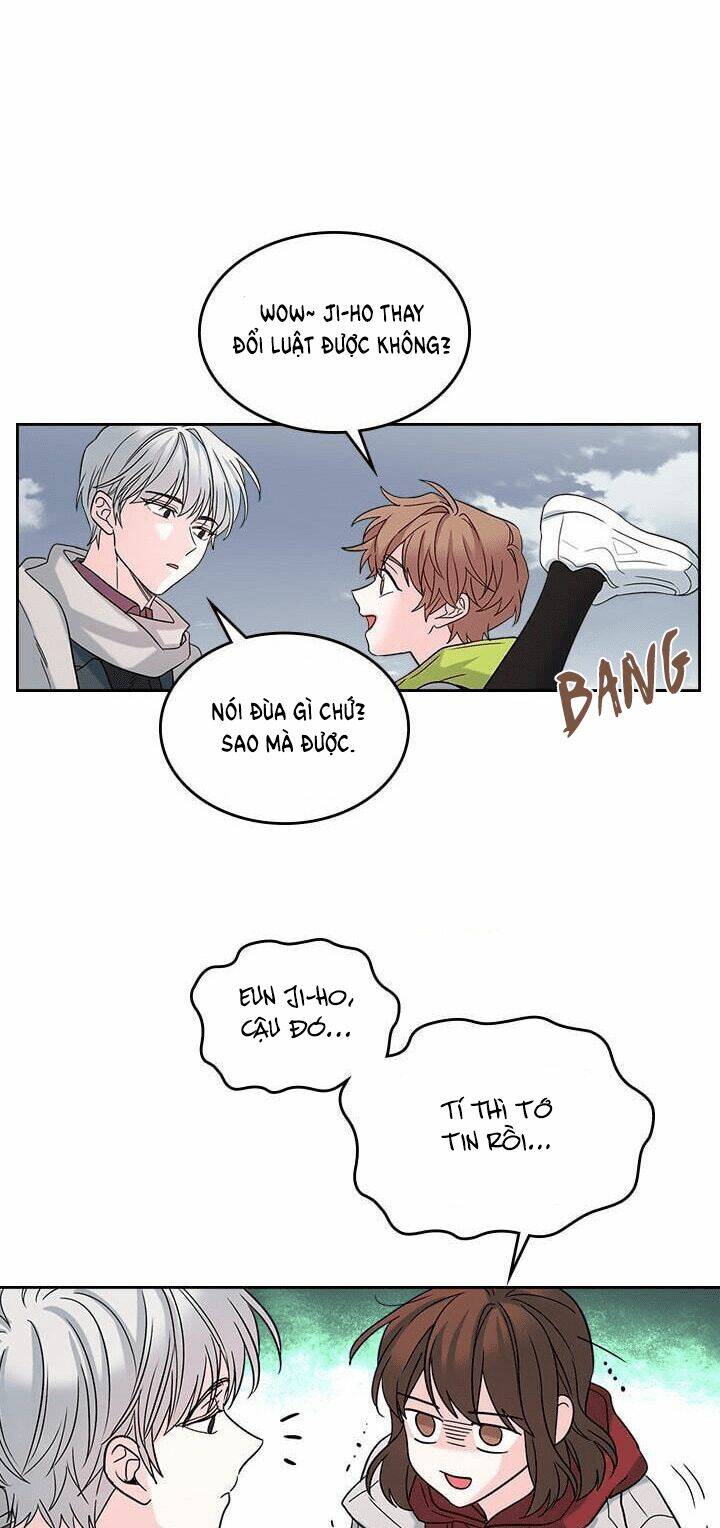 WOW~ JI-HO THAY
ĐỔI LUẬT ĐƯỢC KHÔNG?
NÓI ĐÙA GÌ CHỨ?
SAO MÀ ĐƯỢC.
BANG
EUN JI-HO,
CẬU ĐÓ...
TÍ THÌ TỚ
TIN RỒI...